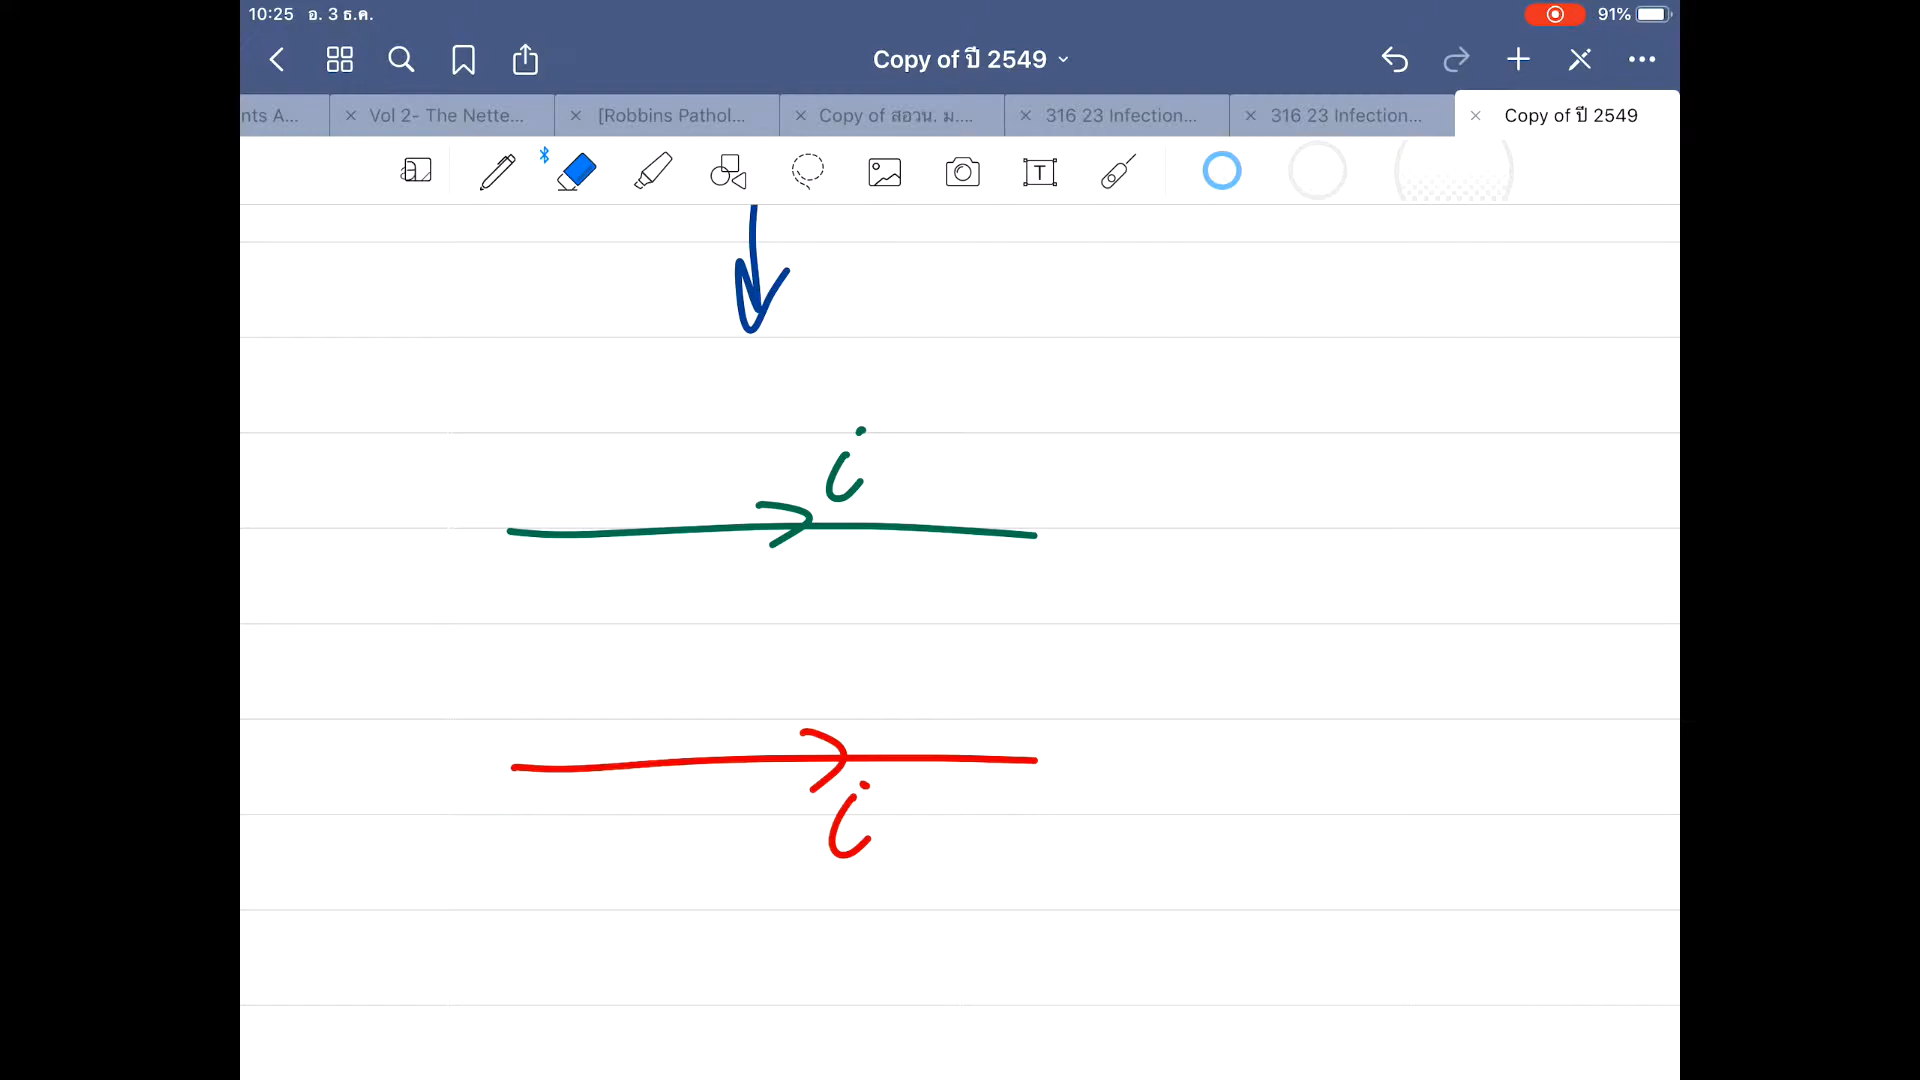 10:25 อ. 3 ธ.ค. 91%
Copy of ปี 2549
nts A... Vol 2- The Nette... [Robbins Pathol... Copy of สอวน. ม.... 316 23 Infection... 316 23 Infection... Copy of ปี 2549
T
i
i